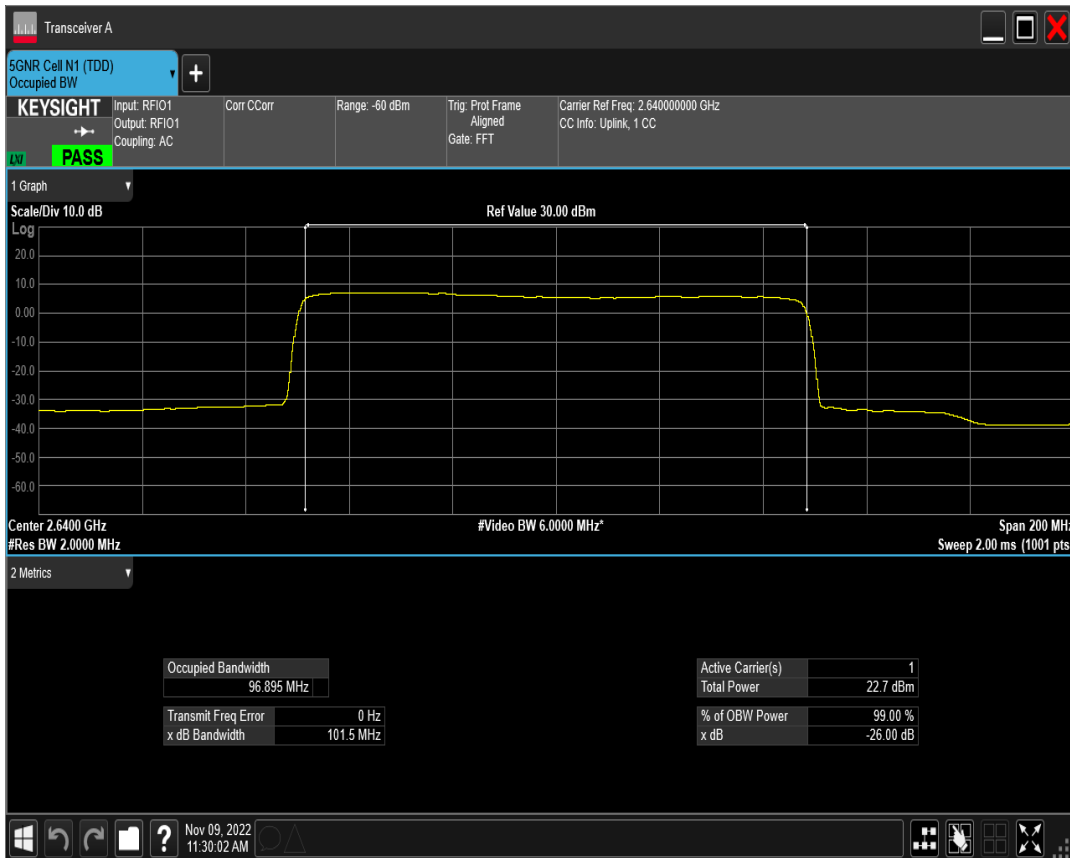 Transceiver A
5GNR Cell N1 (TDD)
Occupied BW
+
KEYSIGHT
LXI
PASS
Input: RFIO1
Output: RFIO1
Coupling: AC
Corr CCorr
Range: -60 dBm
Trig: Prot Frame
Aligned
Gate: FFT
Carrier Ref Freq: 2.640000000 GHz
CC Info: Uplink, 1 CC
1 Graph
Scale/Div 10.0 dB
Ref Value 30.00 dBm
Log
20.0
10.0
0.00
-10.0
-20.0
-30.0
-40.0
-50.0
-60.0
Center 2.6400 GHz
#Video BW 6.0000 MHz*
Span 200 MHz
#Res BW 2.0000 MHz
Sweep 2.00 ms (1001 pts
2 Metrics
Occupied Bandwidth
96.895 MHz
Transmit Freq Error 0 Hz
x dB Bandwidth 101.5 MHz
Active Carrier(s) 1
Total Power 22.7 dBm
% of OBW Power 99.00 %
x dB -26.00 dB
?
Nov 09, 2022
11:30:02 AM